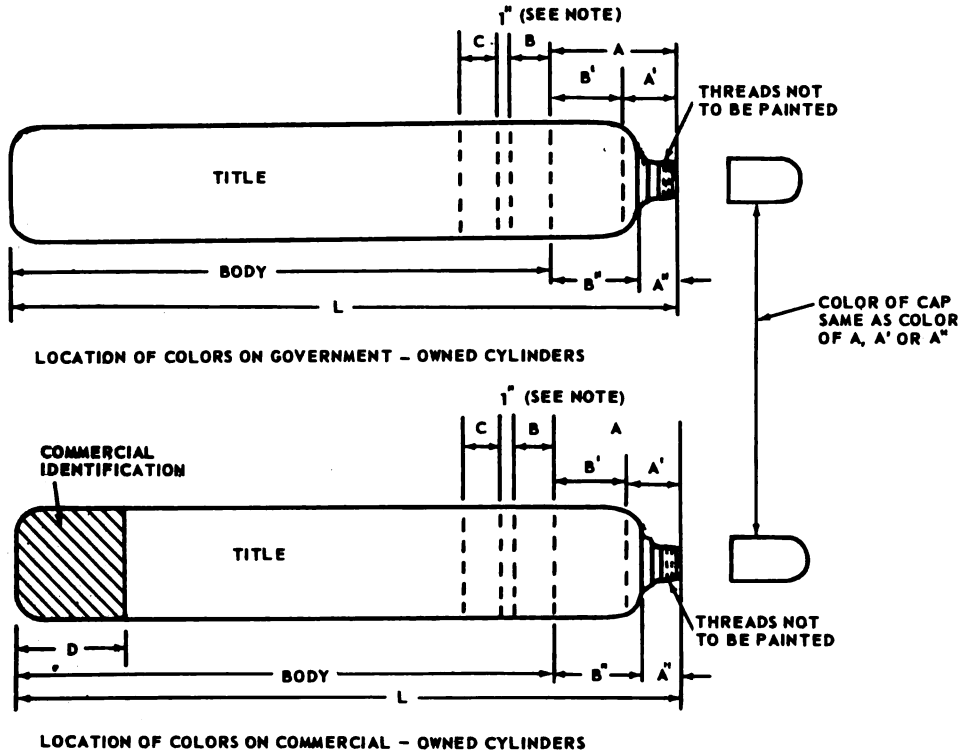 1" (SEE NOTE)
C B A
B' A'
THREADS NOT
TO BE PAINTED
TITLE
BODY B" A"
L
COLOR OF CAP
SAME AS COLOR
OF A, A' OR A"
LOCATION OF COLORS ON GOVERNMENT - OWNED CYLINDERS
1" (SEE NOTE)
C B A
B' A'
COMMERCIAL
IDENTIFICATION
TITLE
THREADS NOT
TO BE PAINTED
D
BODY B" A"
L
LOCATION OF COLORS ON COMMERCIAL - OWNED CYLINDERS